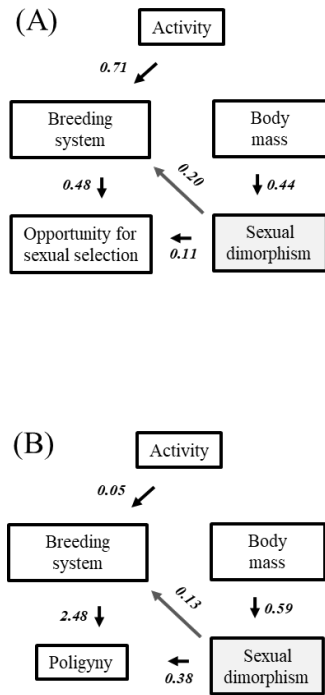 (A)
Activity
0.71
Breeding
system
Body
mass
0.20
0.48
0.44
Opportunity for
sexual selection
0.11
Sexual
dimorphism
(B)
Activity
0.05
Breeding
system
Body
mass
0.13
2.48
0.59
Poligyny
0.38
Sexual
dimorphism